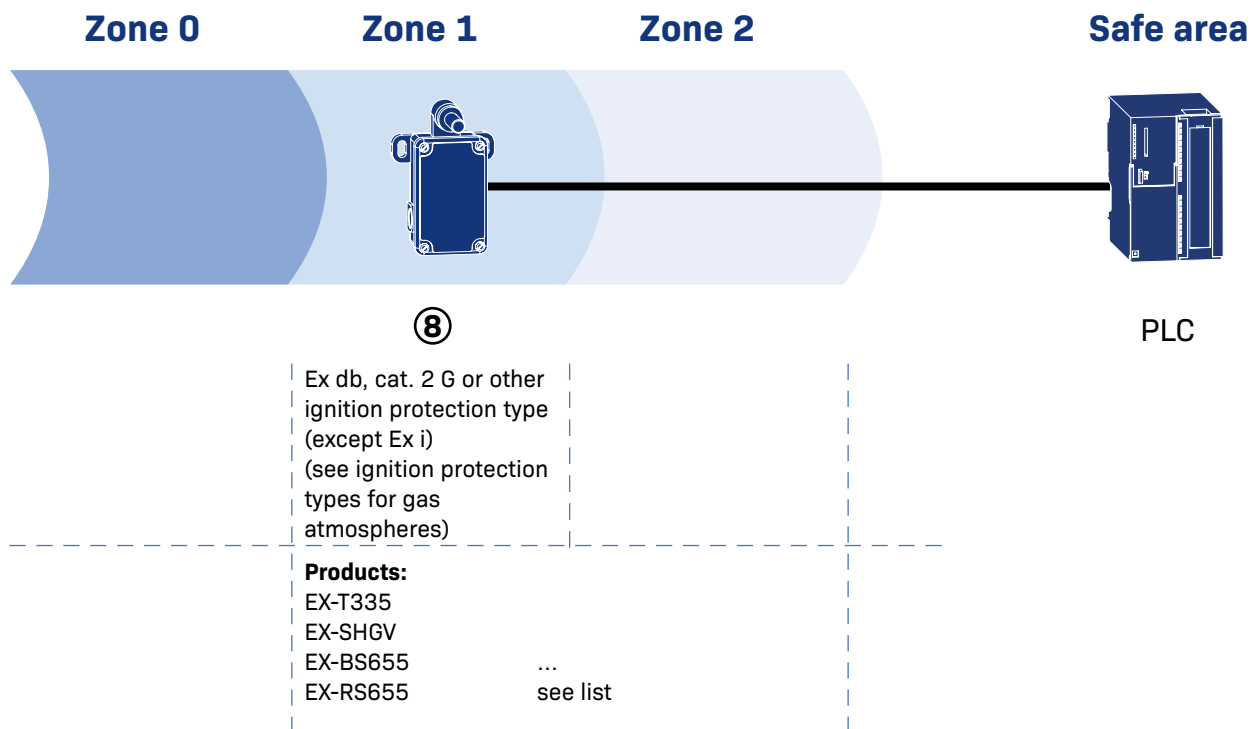 Zone 0 Zone 1 Zone 2 Safe area
⑧
PLC
Ex db, cat. 2 G or other
ignition protection type
(except Ex i)
(see ignition protection
types for gas
atmospheres)
Products:
EX-T335
EX-SHGV
EX-BS655 ...
EX-RS655 see list